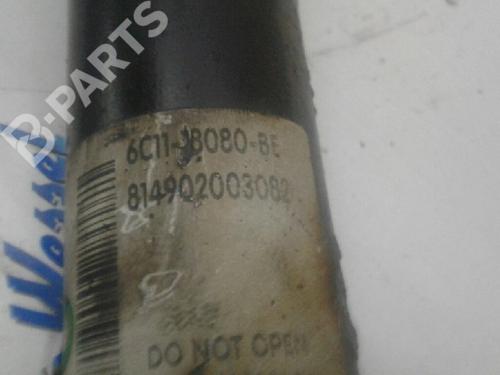 B-PARTS
6C11-18080-BE
814902003082
DO NOT OPEN